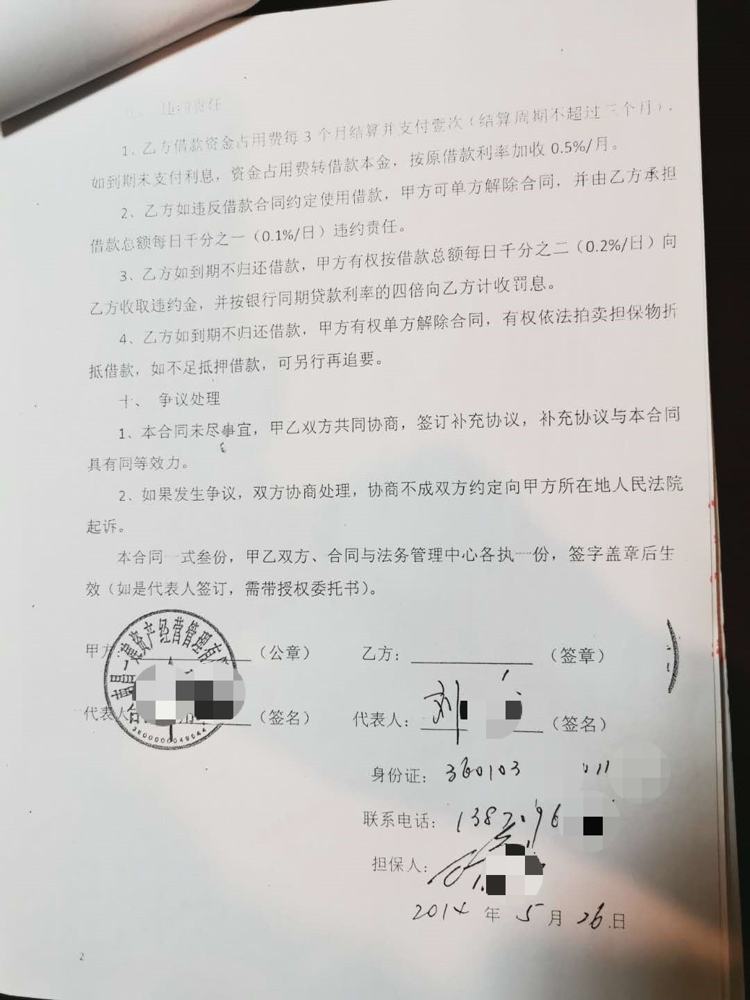 违约责任
1、乙方借款资金占用费每3个月结算并支付壹次（结算周期不超过三个月），
如到期未支付利息，资金占用费转借款本金，按原借款利率加收0.5%/月。
2、乙方如违反借款合同约定使用借款，甲方可单方解除合同，并由乙方承担
借款总额每日千分之一（0.1%/日）违约责任。
3、乙方如到期不归还借款，甲方有权按借款总额每日千分之二（0.2%/日）向
乙方收取违约金，并按银行同期贷款利率的四倍向乙方计收罚息。
4、乙方如到期不归还借款，甲方有权单方解除合同，有权依法拍卖担保物折
抵借款，如不足抵押借款，可另行再追要。
十、 争议处理
1、本合同未尽事宜，甲乙双方共同协商，签订补充协议，补充协议与本合同
具有同等效力。
2、如果发生争议，双方协商处理，协商不成双方约定向甲方所在地人民法院
起诉。
本合同一式叁份，甲乙双方、合同与法务管理中心各执一份，签字盖章后生
效（如是代表人签订，需带授权委托书）。
甲方：（公章） 乙方：（签章）
南昌一建资产经营管理有
3600000049644
代表人（签名） 代表人：刘（签名）
身份证：360103 011
联系电话：138 96
担保人：
2014年5月26日
2